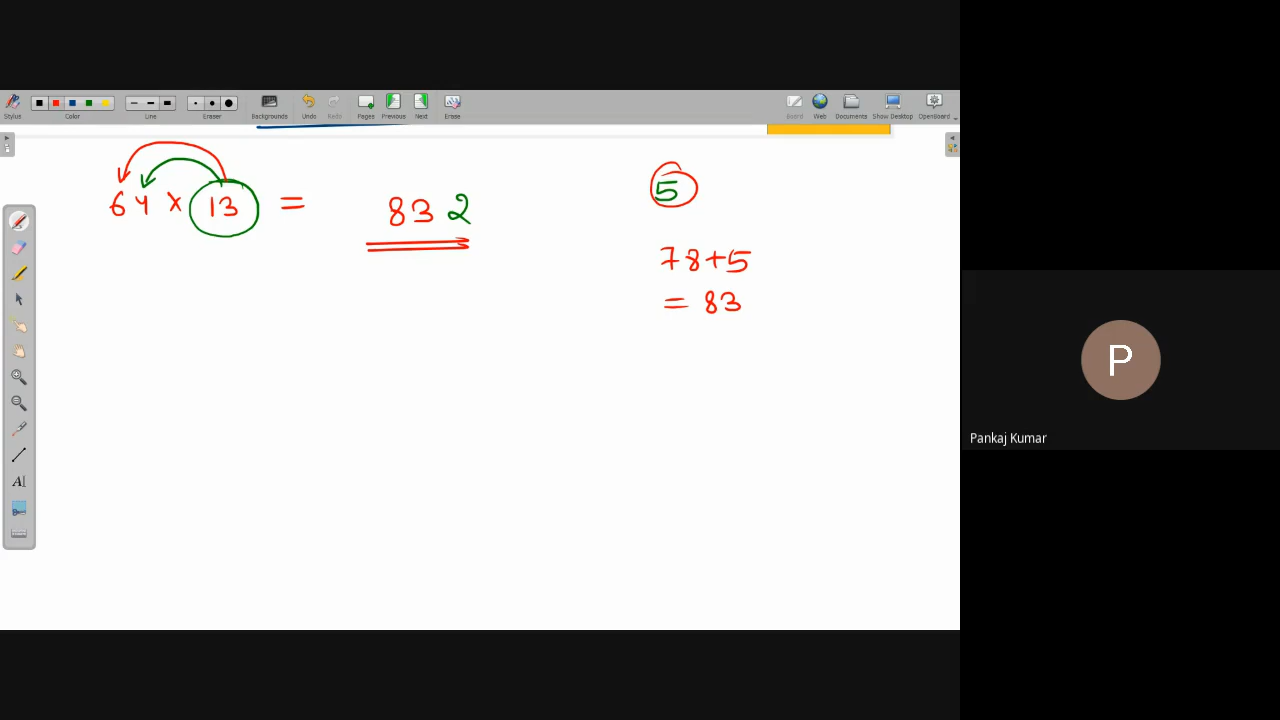 Stylus Color Line Eraser Backgrounds Undo Redo Pages Previous Next Erase Board Web Documents Show Desktop OpenBoard
64 x 13 = 832
5
78+5
= 83
P
Pankaj Kumar